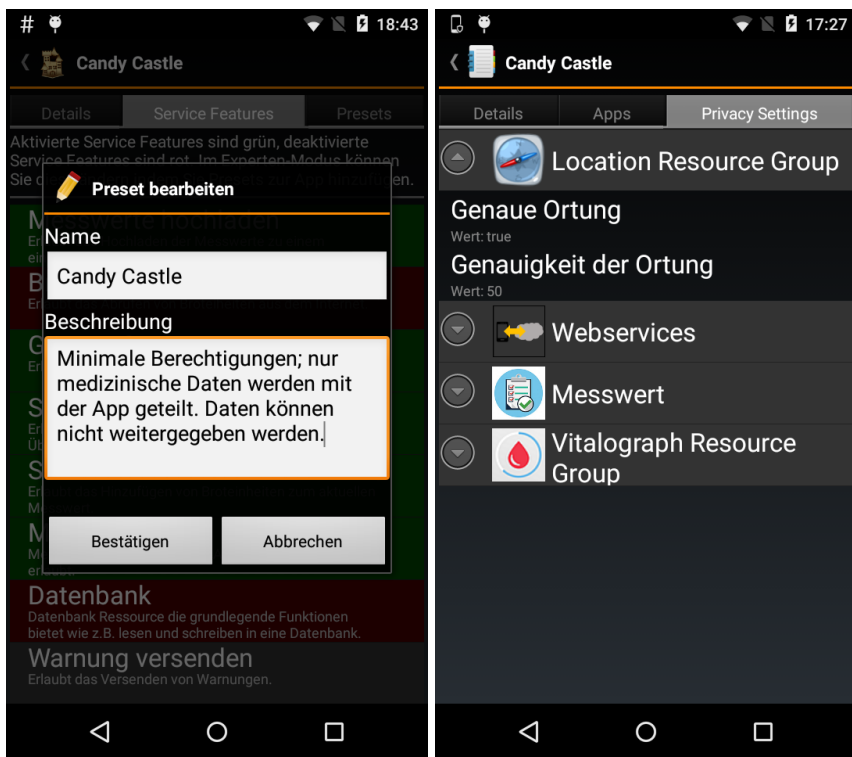 # 18:43
Candy Castle
Details Service Features Presets
Aktivierte Service Features sind grün, deaktivierte
Service Features sind rot. Im Experten-Modus können
Preset bearbeiten
Name
Candy Castle
Beschreibung
Minimale Berechtigungen; nur
medizinische Daten werden mit
der App geteilt. Daten können
nicht weitergegeben werden.
Bestätigen Abbrechen
Datenbank
Datenbank Ressource die grundlegende Funktionen
bietet wie z.B. lesen und schreiben in eine Datenbank.
Warnung versenden
Erlaubt das Versenden von Warnungen.
17:27
Candy Castle
Details Apps Privacy Settings
Location Resource Group
Genaue Ortung
Wert: true
Genauigkeit der Ortung
Wert: 50
Webservices
Messwert
Vitalograph Resource
Group